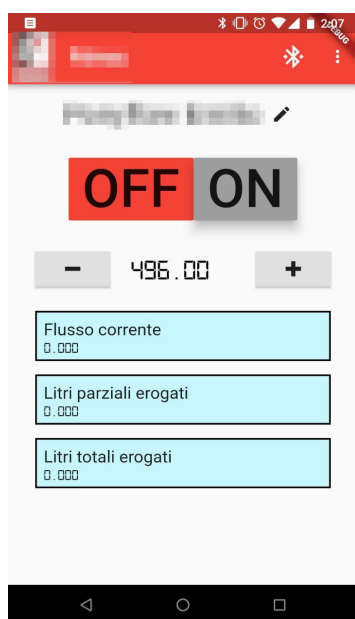 2:07
BUG
OFF ON
- 496.00 +
Flusso corrente
0.000
Litri parziali erogati
0.000
Litri totali erogati
0.000